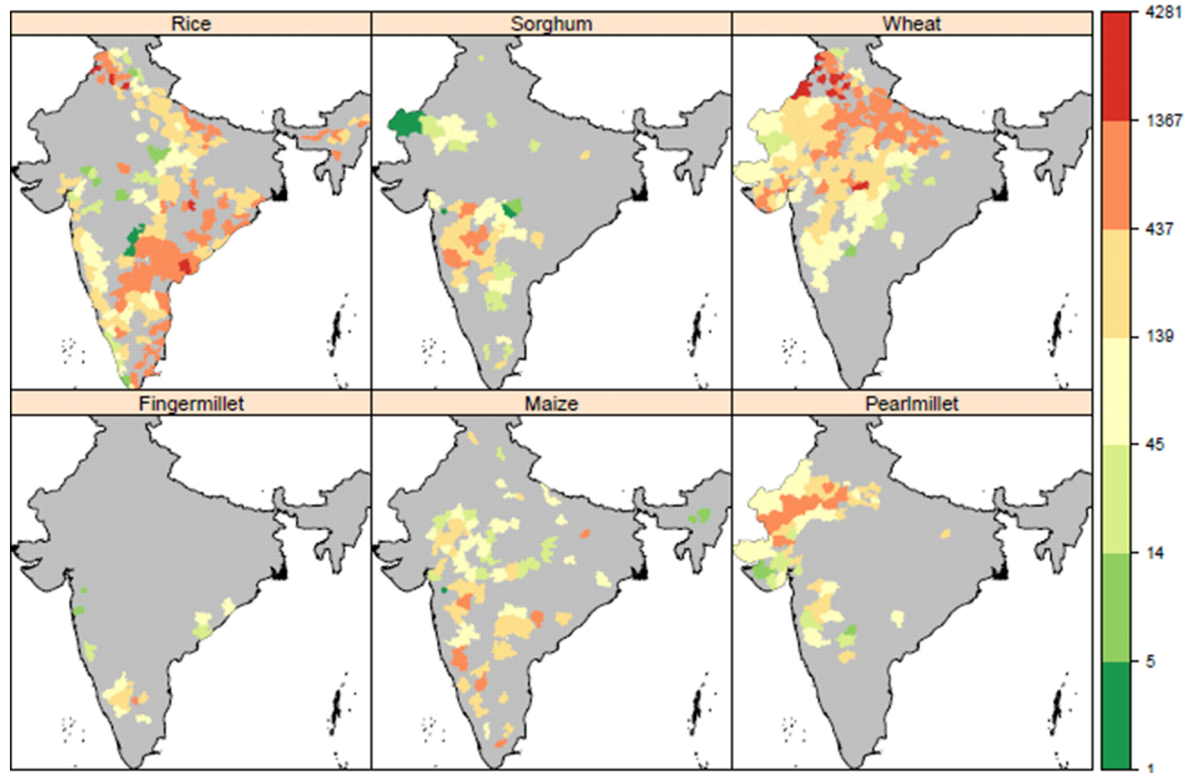 Rice
Sorghum
Wheat
Fingermillet
Maize
Pearlmillet
4281
1367
437
139
45
14
5
1